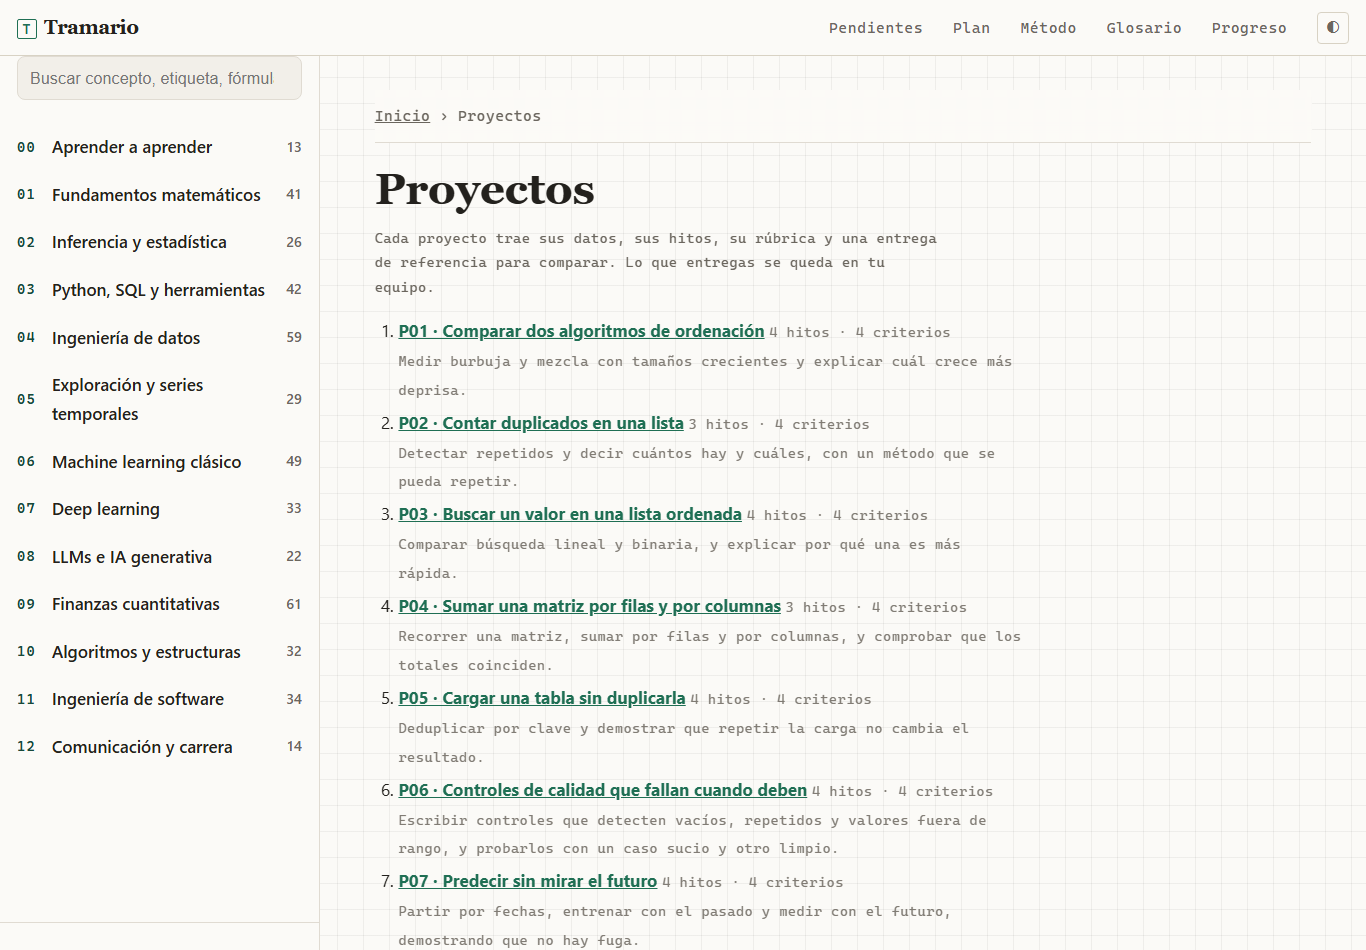 T Tramario
Pendientes Plan Método Glosario Progreso
Buscar concepto, etiqueta, fórmul
00 Aprender a aprender 13
01 Fundamentos matemáticos 41
02 Inferencia y estadística 26
03 Python, SQL y herramientas 42
04 Ingeniería de datos 59
05 Exploración y series
temporales 29
06 Machine learning clásico 49
07 Deep learning 33
08 LLMs e IA generativa 22
09 Finanzas cuantitativas 61
10 Algoritmos y estructuras 32
11 Ingeniería de software 34
12 Comunicación y carrera 14
Inicio › Proyectos
Proyectos
Cada proyecto trae sus datos, sus hitos, su rúbrica y una entrega
de referencia para comparar. Lo que entregas se queda en tu
equipo.
1. P01 · Comparar dos algoritmos de ordenación 4 hitos · 4 criterios
Medir burbuja y mezcla con tamaños crecientes y explicar cuál crece más
deprisa.
2. P02 · Contar duplicados en una lista 3 hitos · 4 criterios
Detectar repetidos y decir cuántos hay y cuáles, con un método que se
pueda repetir.
3. P03 · Buscar un valor en una lista ordenada 4 hitos · 4 criterios
Comparar búsqueda lineal y binaria, y explicar por qué una es más
rápida.
4. P04 · Sumar una matriz por filas y por columnas 3 hitos · 4 criterios
Recorrer una matriz, sumar por filas y por columnas, y comprobar que los
totales coinciden.
5. P05 · Cargar una tabla sin duplicarla 4 hitos · 4 criterios
Deduplicar por clave y demostrar que repetir la carga no cambia el
resultado.
6. P06 · Controles de calidad que fallan cuando deben 4 hitos · 4 criterios
Escribir controles que detecten vacíos, repetidos y valores fuera de
rango, y probarlos con un caso sucio y otro limpio.
7. P07 · Predecir sin mirar el futuro 4 hitos · 4 criterios
Partir por fechas, entrenar con el pasado y medir con el futuro,
demostrando que no hay fuga.